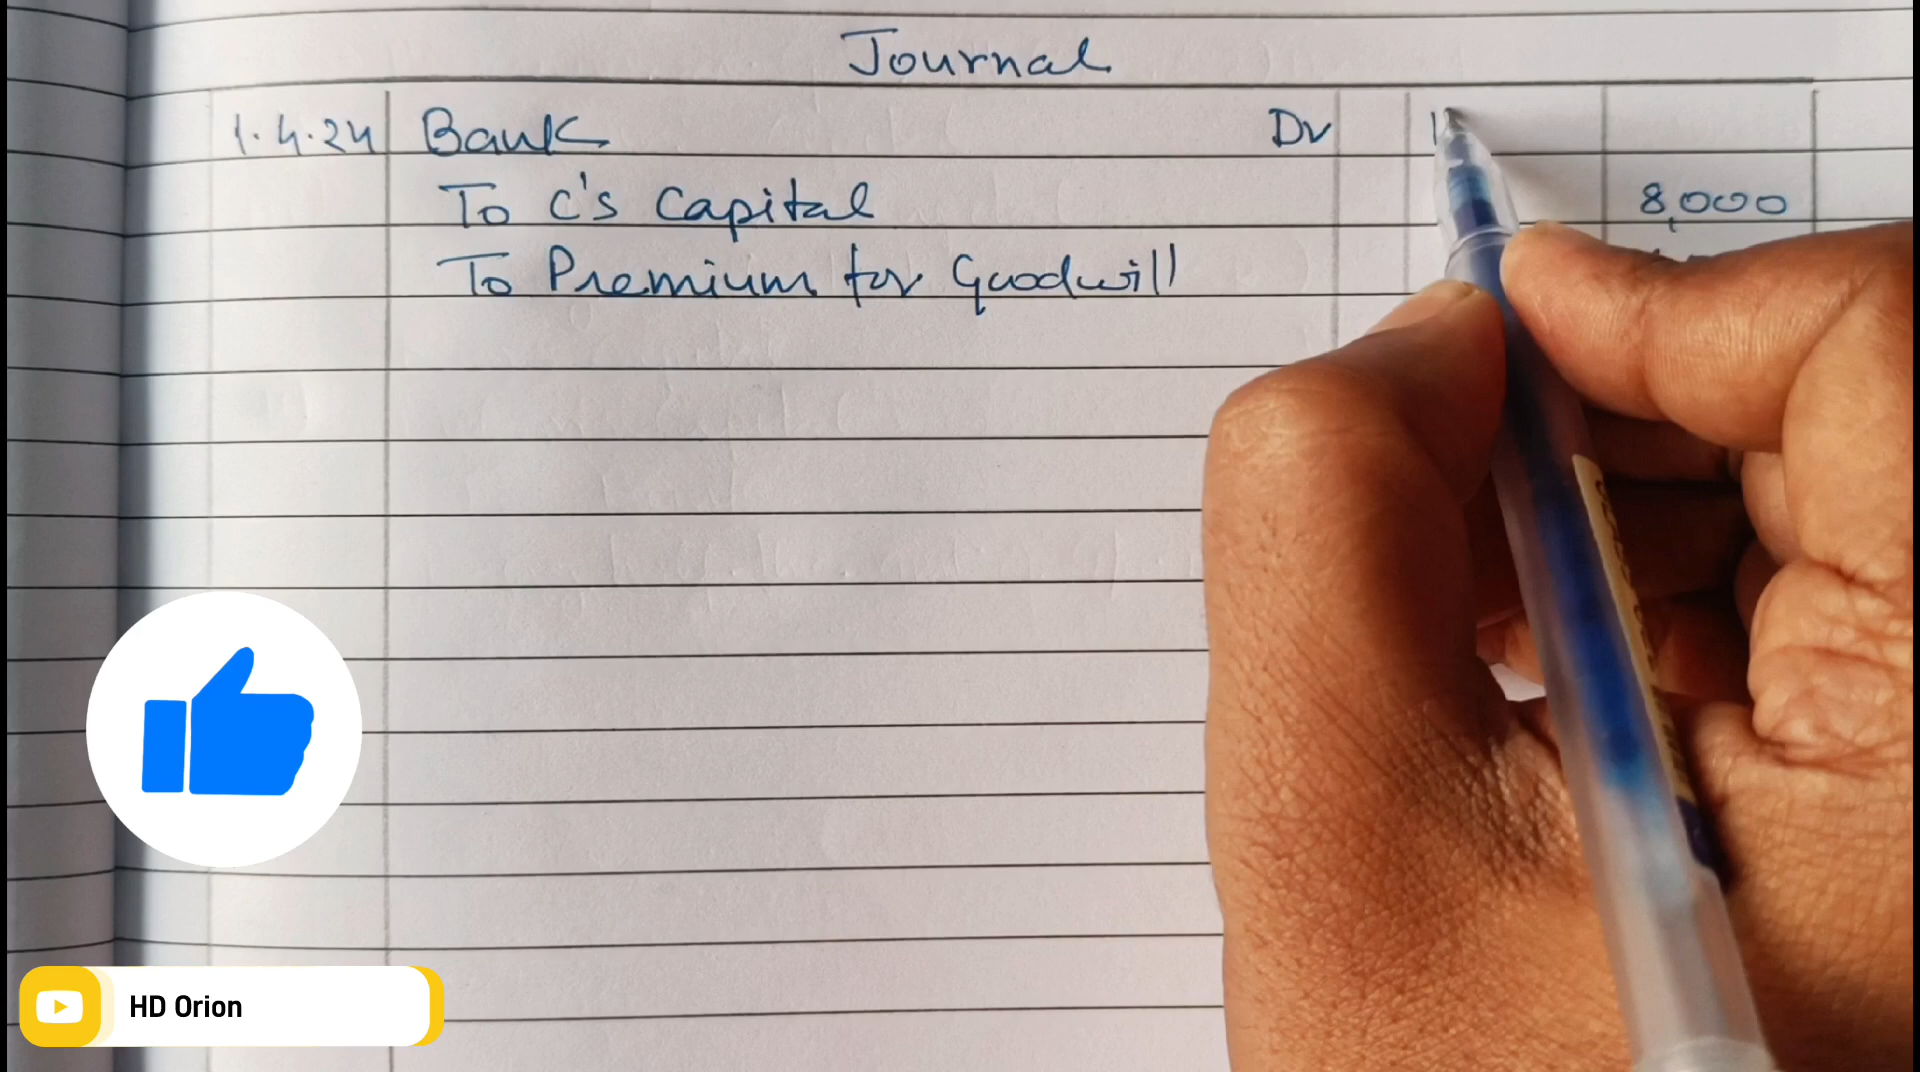 Journal
1.4.24 Bank Dr
To C's Capital 8,000
To Premium for Goodwill
HD Orion